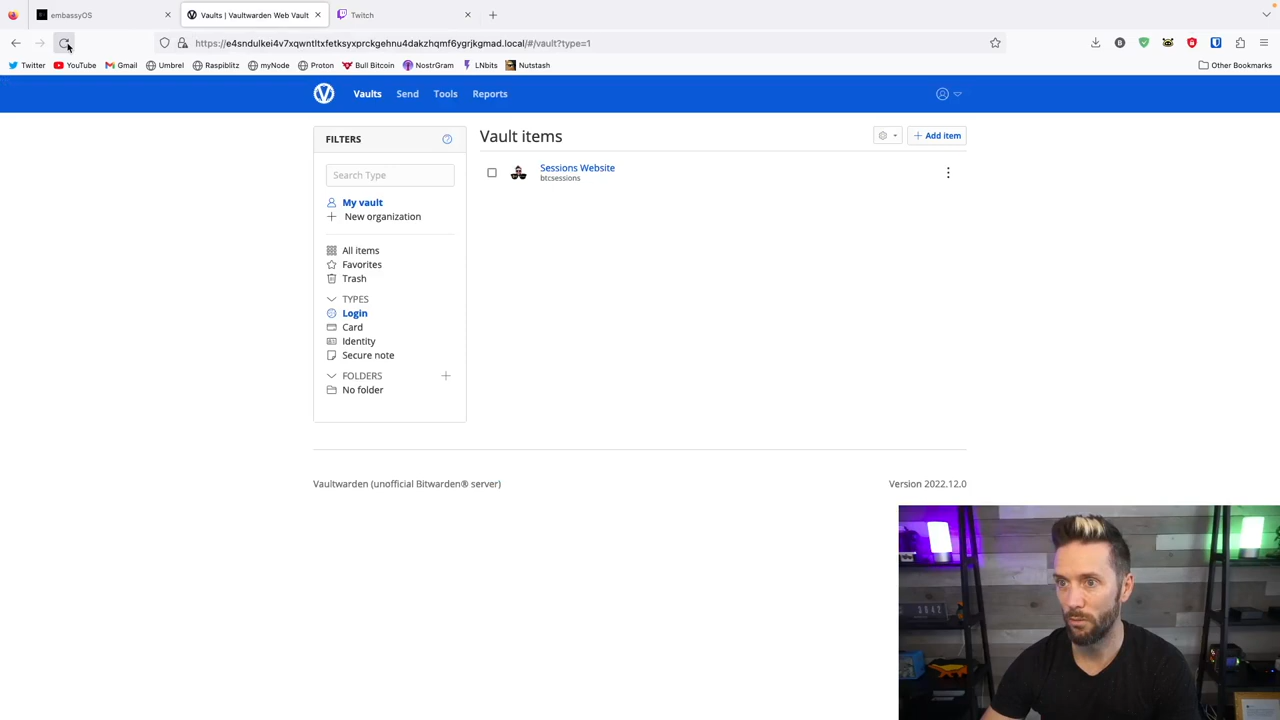 embassyOS
Vaults | Vaultwarden Web Vault
Twitch
https://e4sndulkei4v7xqwntltxfetksyxprckgehnu4dakzhqmf6ygrjkgmad.local/#/vault?type=1
Twitter YouTube Gmail Umbrel Raspiblitz myNode Proton Bull Bitcoin NostrGram LNbits Nutstash Other Bookmarks
Vaults Send Tools Reports
FILTERS
Search Type
My vault
New organization
All items
Favorites
Trash
TYPES
Login
Card
Identity
Secure note
FOLDERS
No folder
Vault items
Add item
Sessions Website
btcsessions
Vaultwarden (unofficial Bitwarden® server)
Version 2022.12.0